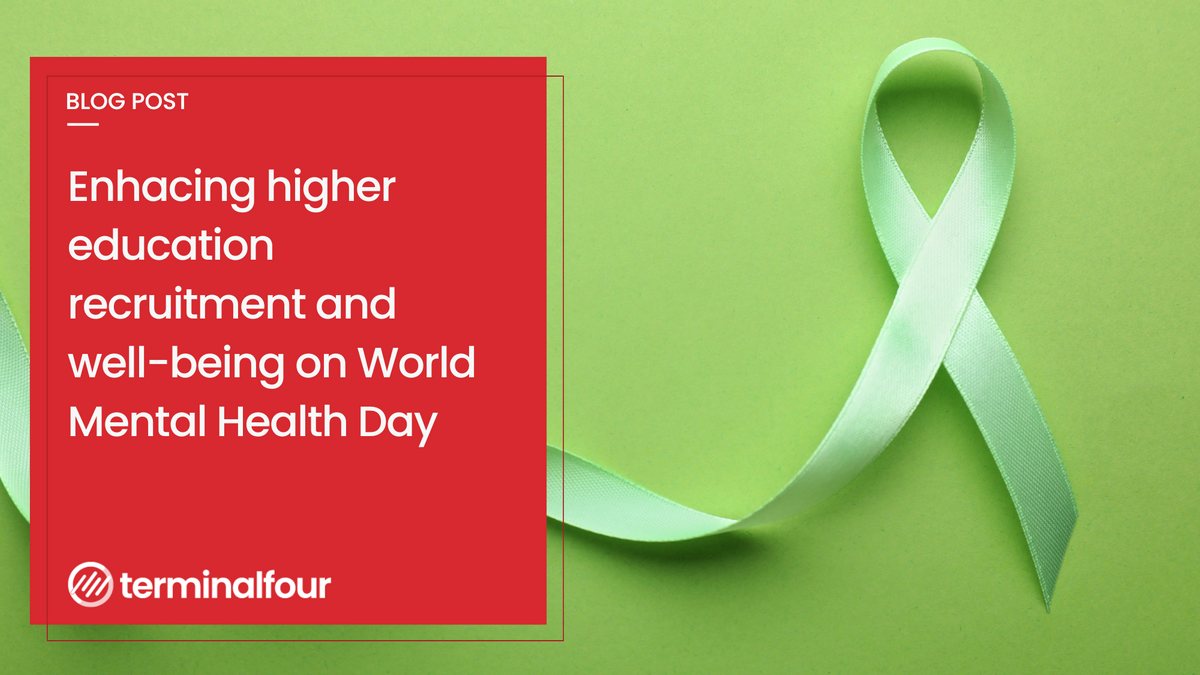 BLOG POST
Enhacing higher
education
recruitment and
well-being on World
Mental Health Day
terminalfour